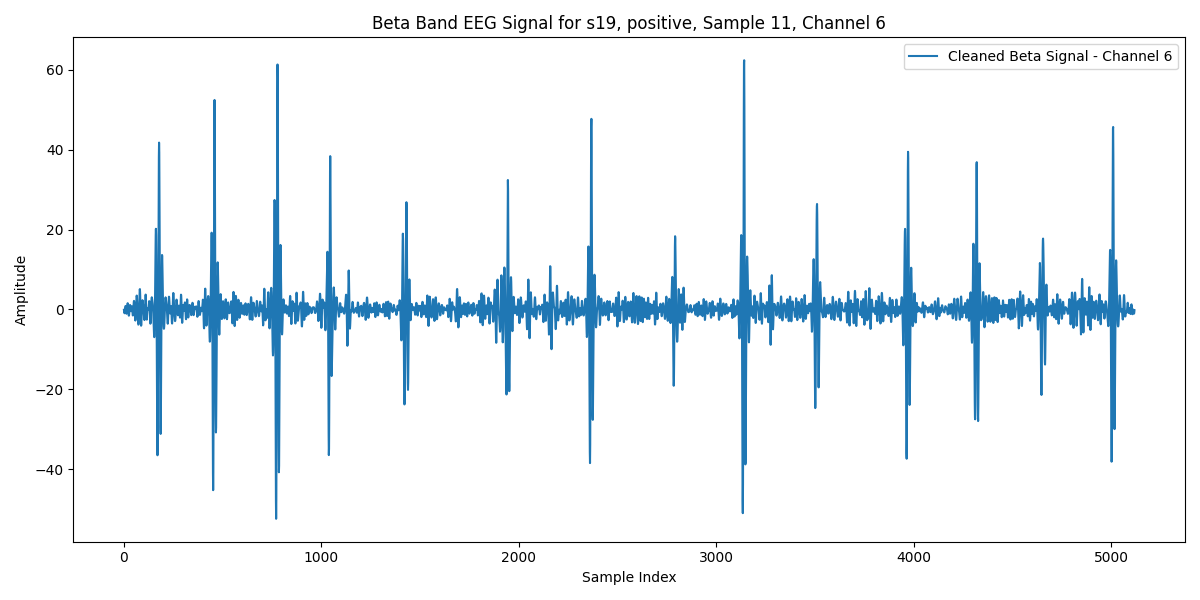 Beta Band EEG Signal for s19, positive, Sample 11, Channel 6
Cleaned Beta Signal - Channel 6
Amplitude
60
40
20
0
−20
−40
0 1000 2000 3000 4000 5000
Sample Index